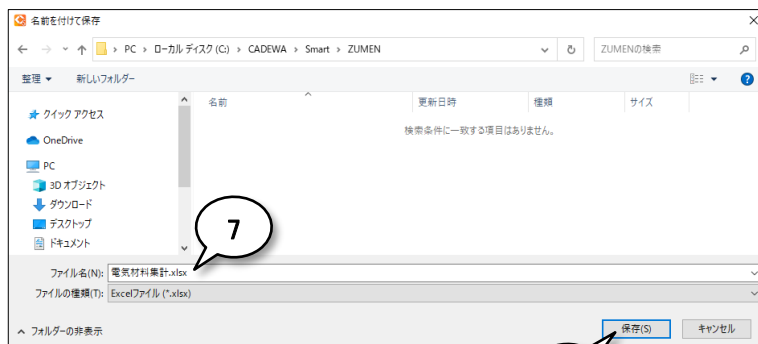 名前を付けて保存
PC › ローカル ディスク (C:) › CADEWA › Smart › ZUMEN
ZUMENの検索
整理
新しいフォルダー
名前 更新日時 種類 サイズ
検索条件に一致する項目はありません。
クイック アクセス
OneDrive
PC
3D オブジェクト
ダウンロード
デスクトップ
ドキュメント
7
ファイル名(N): 電気材料集計.xlsx
ファイルの種類(T): Excelファイル (*.xlsx)
フォルダーの非表示
保存(S) キャンセル